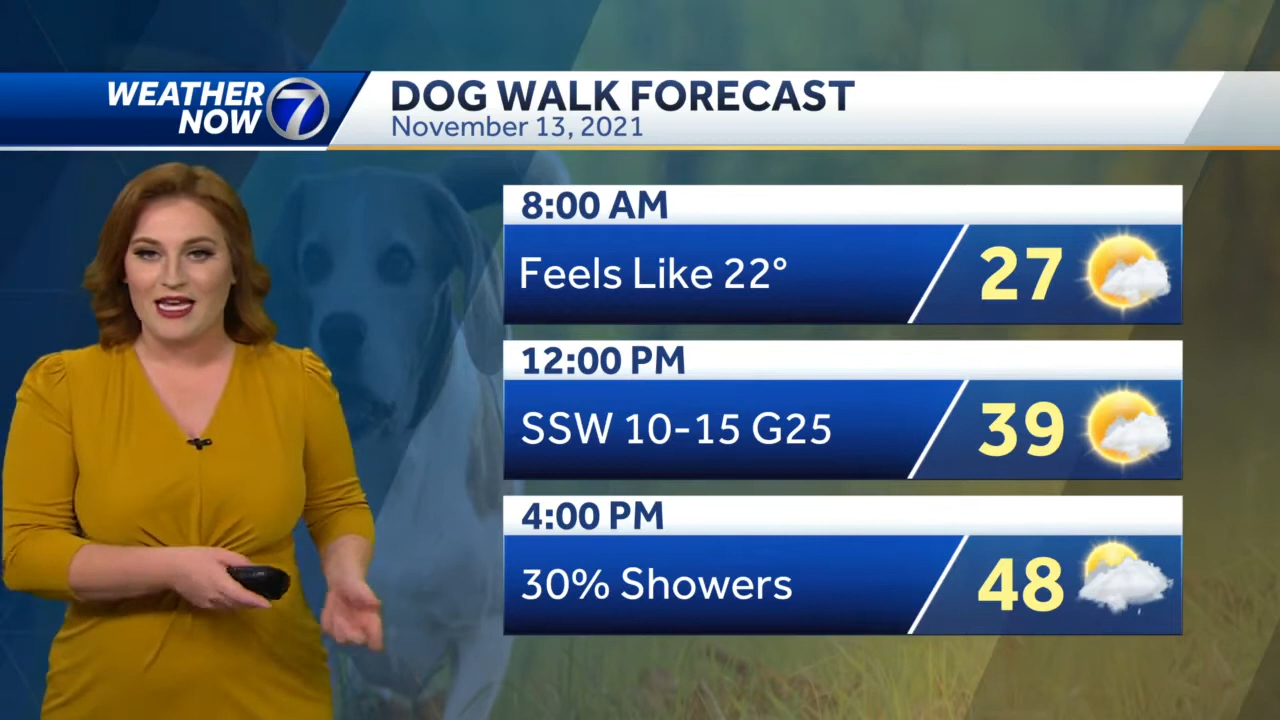 WEATHER
NOW 7
DOG WALK FORECAST
November 13, 2021
8:00 AM
Feels Like 22°
27
12:00 PM
SSW 10-15 G25
39
4:00 PM
30% Showers
48